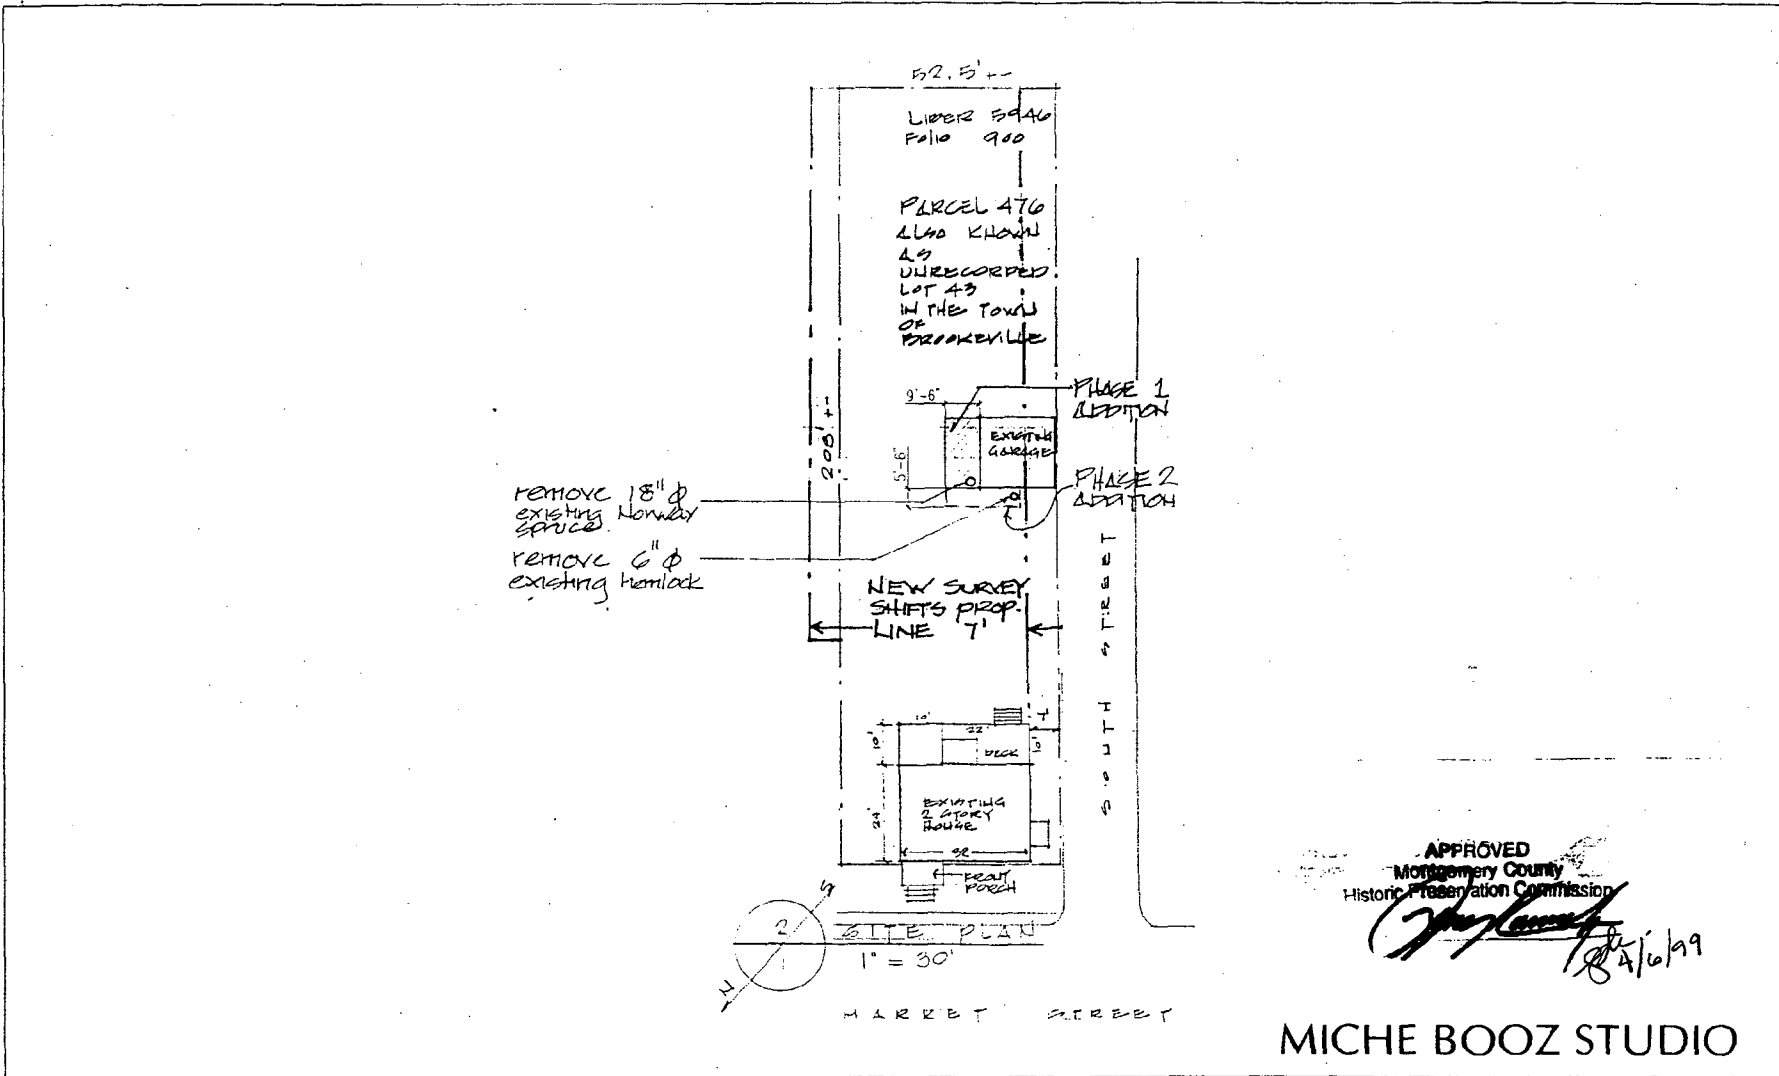 52.5' +-
LIBER 5946
Folio 900
PARCEL 476
ALSO KNOWN
AS
UNRECORDED
LOT 43
IN THE TOWN
OF
BROOKEVILLE
PHASE 1
ADDITION
9'-6"
EXISTING
GARAGE
208' +-
5'-6"
PHASE 2
ADDITION
remove 18" ϕ
existing Norway
spruce.
remove 6" ϕ
existing hemlock
NEW SURVEY
SHIFTS PROP.
LINE 7'
SOUTH STREET
10'
22'
7'
10'
DECK
10'
24'
EXISTING
2 STORY
HOUSE
32
FRONT
PORCH
S
2
N
SITE PLAN
1" = 30'
MARKET STREET
APPROVED
Montgomery County
Historic Preservation Commission
4/6/99
MICHE BOOZ STUDIO